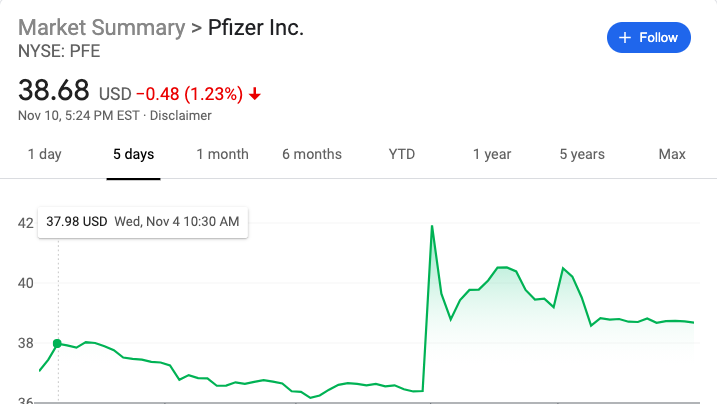 Market Summary > Pfizer Inc.
NYSE: PFE
+ Follow
38.68 USD −0.48 (1.23%) ↓
Nov 10, 5:24 PM EST · Disclaimer
1 day 5 days 1 month 6 months YTD 1 year 5 years Max
42
37.98 USD Wed, Nov 4 10:30 AM
40
38
36